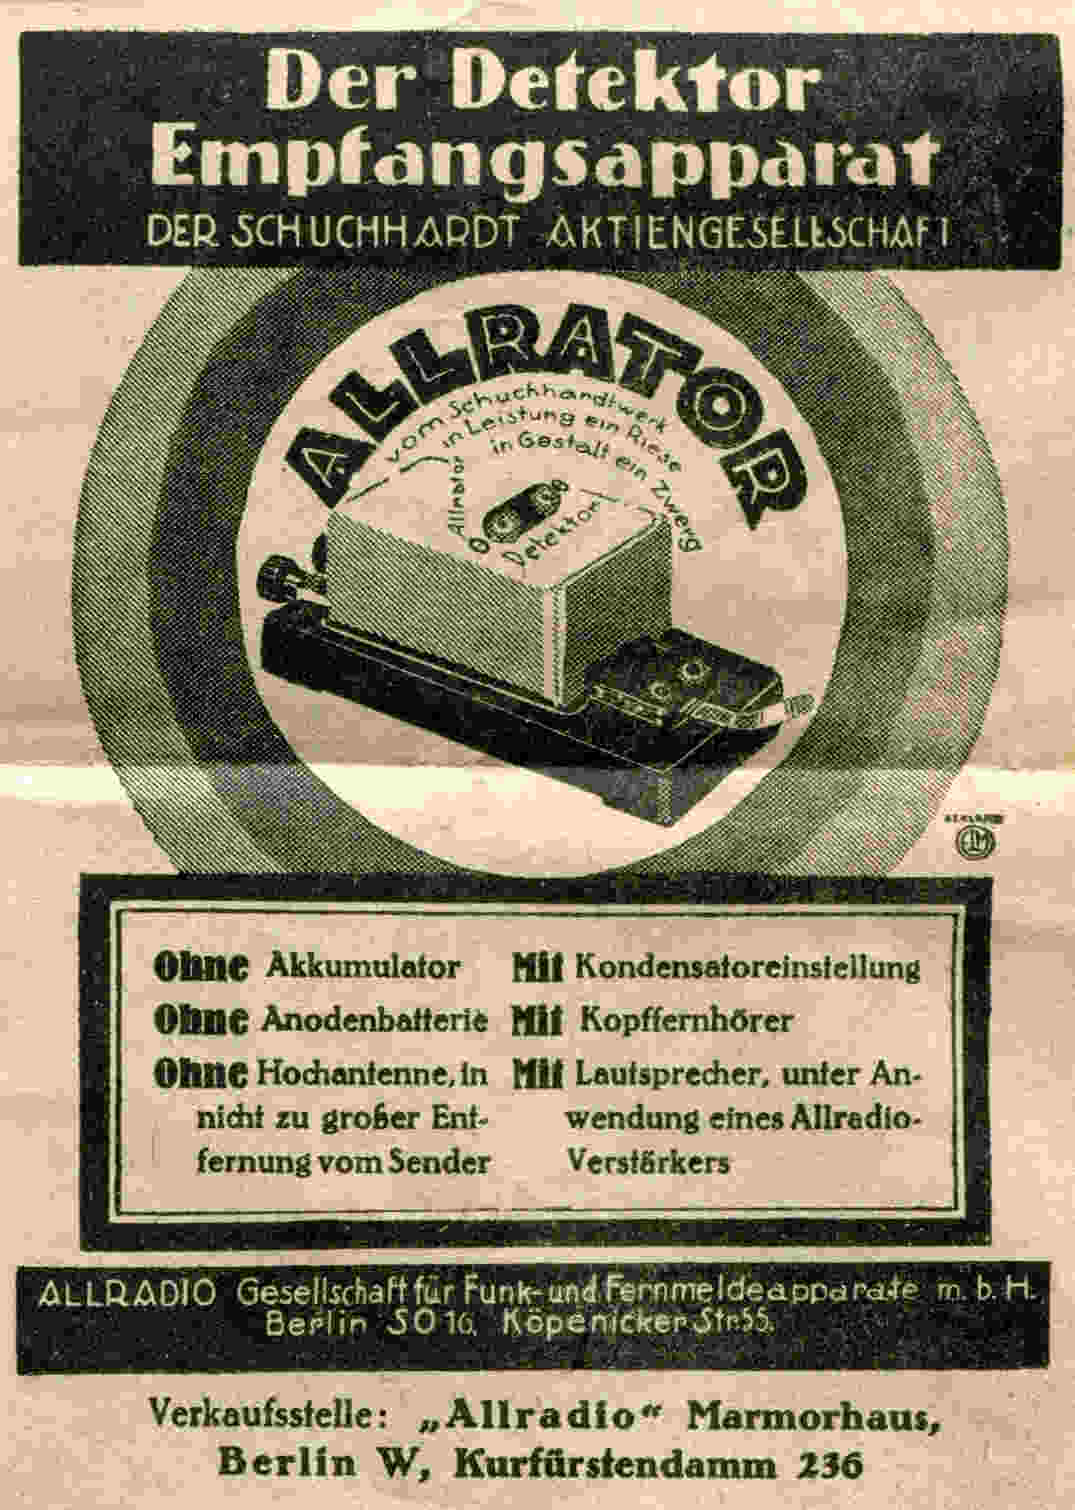 Der Detektor
Empfangsapparat
DER SCHUCHHARDT AKTIENGESELLSCHAFT
ALLRATOR
vom Schuchhardtwerk
in Leistung ein Riese
in Gestalt ein Zwerg
Allrator
Detektor
Ohne Akkumulator
Ohne Anodenbatterie
Ohne Hochantenne, in
nicht zu großer Ent-
fernung vom Sender
Mit Kondensatoreinstellung
Mit Kopffernhörer
Mit Lautsprecher, unter An-
wendung eines Allradio-
Verstärkers
ALLRADIO Gesellschaft für Funk- und Fernmeldeapparate m. b. H.
Berlin SO 16, Köpenicker Str. 55.
Verkaufsstelle: „Allradio“ Marmorhaus,
Berlin W, Kurfürstendamm 236